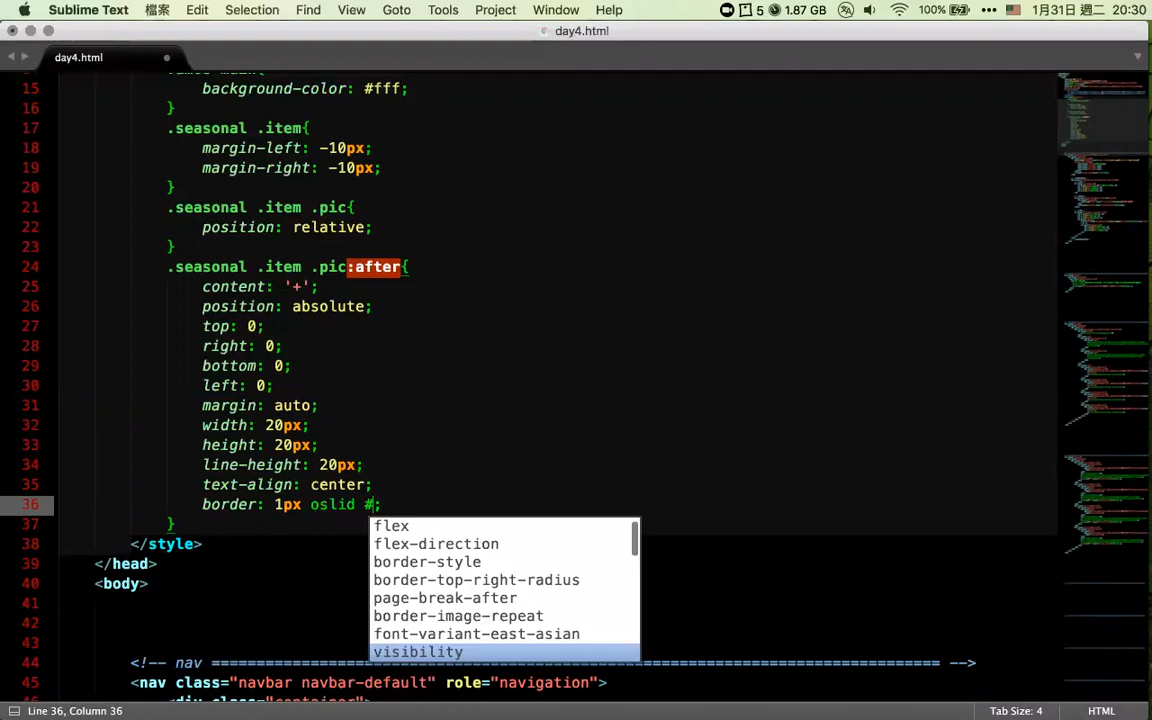 Sublime Text 檔案 Edit Selection Find View Goto Tools Project Window Help 5 1.87 GB 100% 1月31日 週二 20:30
day4.html
day4.html
15 background-color: #fff;
16 }
17 .seasonal .item{
18 margin-left: -10px;
19 margin-right: -10px;
20 }
21 .seasonal .item .pic{
22 position: relative;
23 }
24 .seasonal .item .pic:after{
25 content: '+';
26 position: absolute;
27 top: 0;
28 right: 0;
29 bottom: 0;
30 left: 0;
31 margin: auto;
32 width: 20px;
33 height: 20px;
34 line-height: 20px;
35 text-align: center;
36 border: 1px oslid #;
37 }
flex
38 </style>
flex-direction
39 </head>
border-style
40 <body>
border-top-right-radius
41
page-break-after
42
border-image-repeat
43
font-variant-east-asian
visibility
44 <!-- nav ================================================================================= -->
45 <nav class="navbar navbar-default" role="navigation">
<div class="container">
Line 36, Column 36 Tab Size: 4 HTML